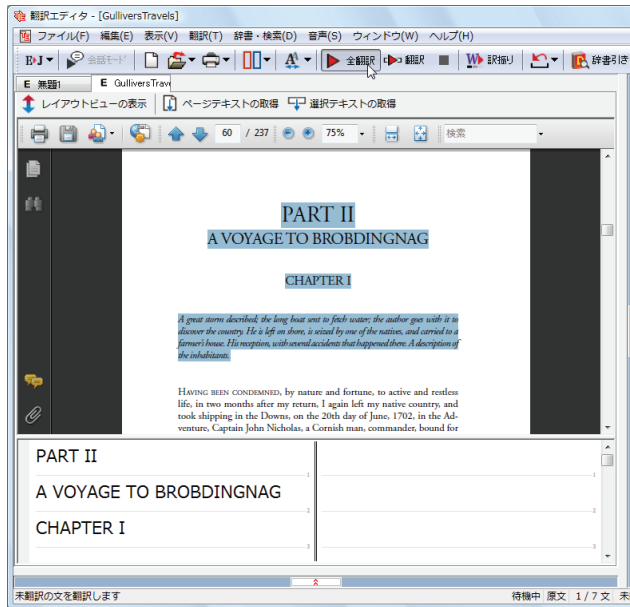 翻訳エディタ - [GulliversTravels]
ファイル(F) 編集(E) 表示(V) 翻訳(T) 辞書・検索(D) 音声(S) ウィンドウ(W) ヘルプ(H)
E›J 会話モード 全翻訳 翻訳 訳振り 辞書引き
E 無題1 E GulliversTrav
レイアウトビューの表示 ページテキストの取得 選択テキストの取得
60 / 237 75% 検索
PART II
A VOYAGE TO BROBDINGNAG
CHAPTER I
A great storm described; the long boat sent to fetch water; the author goes with it to
discover the country. He is left on shore, is seized by one of the natives, and carried to a
farmer's house. His reception, with several accidents that happened there. A description of
the inhabitants.
HAVING BEEN CONDEMNED, by nature and fortune, to active and restless
life, in two months after my return, I again left my native country, and
took shipping in the Downs, on the 20th day of June, 1702, in the Ad-
venture, Captain John Nicholas, a Cornish man, commander, bound for
PART II
1 1
A VOYAGE TO BROBDINGNAG
2 2
CHAPTER I
3 3
未翻訳の文を翻訳します 待機中 原文 1 / 7 文 未